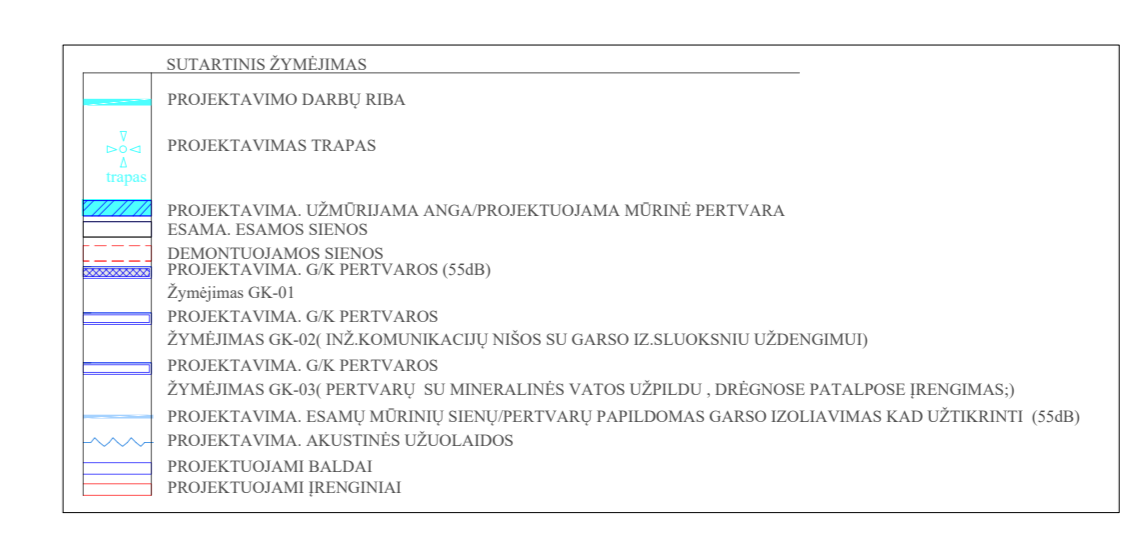 SUTARTINIS ŽYMĖJIMAS
PROJEKTAVIMO DARBŲ RIBA
PROJEKTAVIMAS TRAPAS
trapas
PROJEKTAVIMA. UŽMŪRIJAMA ANGA/PROJEKTUOJAMA MŪRINĖ PERTVARA
ESAMA. ESAMOS SIENOS
DEMONTUOJAMOS SIENOS
PROJEKTAVIMA. G/K PERTVAROS (55dB)
Žymėjimas GK-01
PROJEKTAVIMA. G/K PERTVAROS
ŽYMĖJIMAS GK-02( INŽ.KOMUNIKACIJŲ NIŠOS SU GARSO IZ.SLUOKSNIU UŽDENGIMUI)
PROJEKTAVIMA. G/K PERTVAROS
ŽYMĖJIMAS GK-03( PERTVARŲ  SU MINERALINĖS VATOS UŽPILDU , DRĖGNOSE PATALPOSE ĮRENGIMAS;)
PROJEKTAVIMA. ESAMŲ MŪRINIŲ SIENŲ/PERTVARŲ PAPILDOMAS GARSO IZOLIAVIMAS KAD UŽTIKRINTI  (55dB)
PROJEKTAVIMA. AKUSTINĖS UŽUOLAIDOS
PROJEKTUOJAMI BALDAI
PROJEKTUOJAMI ĮRENGINIAI